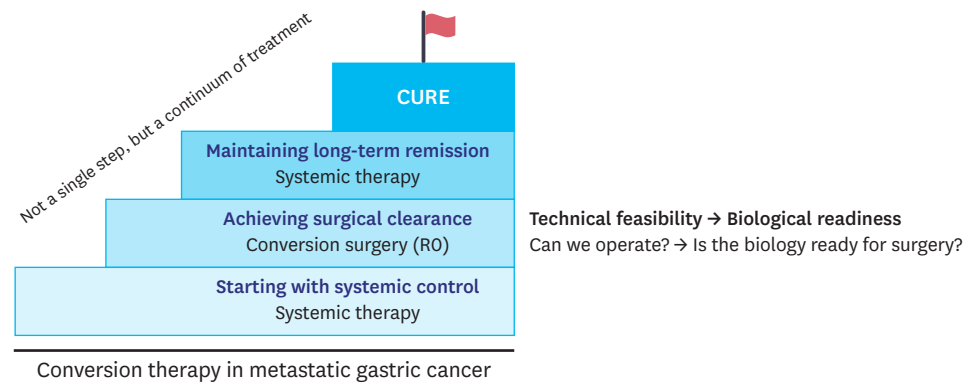 Not a single step, but a continuum of treatment
CURE
Maintaining long-term remission
Systemic therapy
Achieving surgical clearance
Conversion surgery (R0)
Technical feasibility → Biological readiness
Can we operate? → Is the biology ready for surgery?
Starting with systemic control
Systemic therapy
Conversion therapy in metastatic gastric cancer